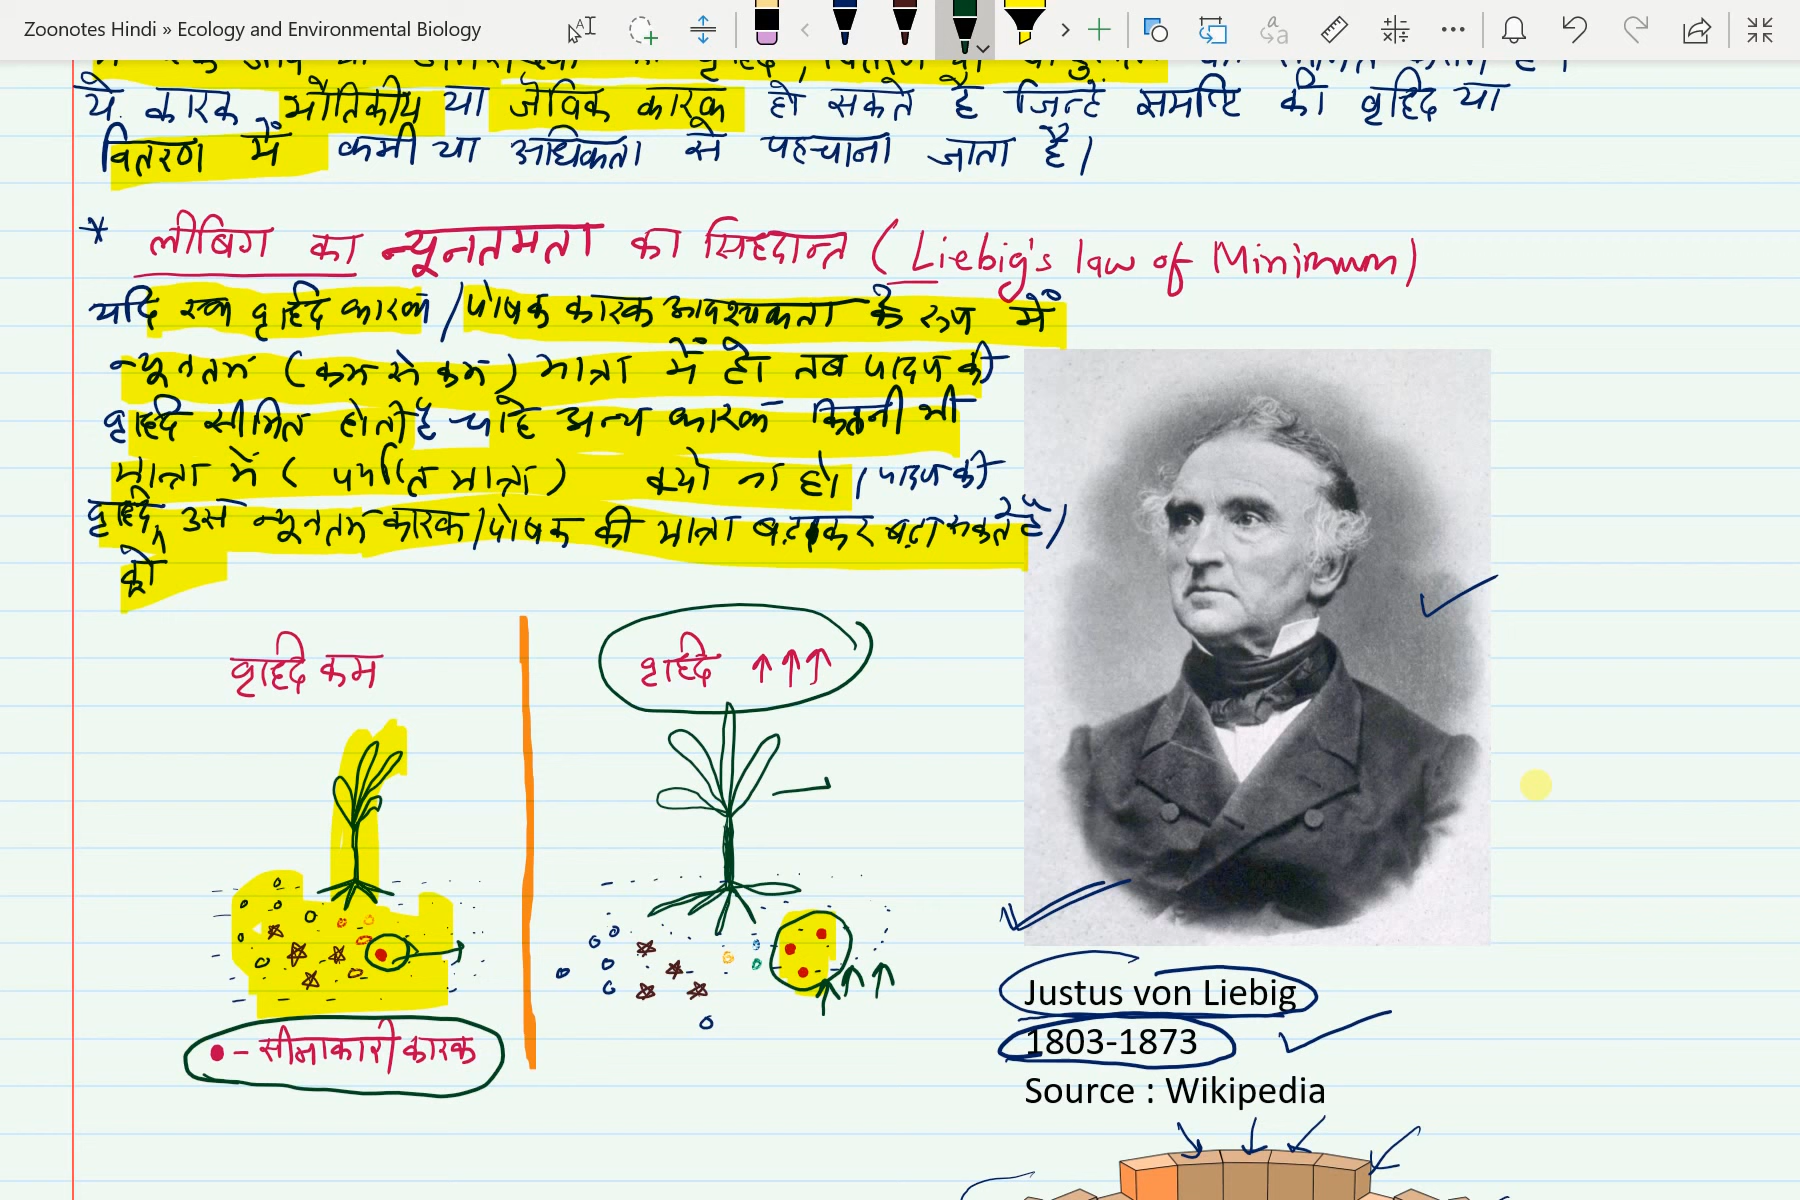 Zoonotes Hindi » Ecology and Environmental Biology
ये कारक भौतिकीय या जैविक कारक हो सकते है जिन्हे समष्टि की वृद्दि या
वितरण में कमी या अधिकता से पहचाना जाता है।
* लीबिग का न्यूनतमता का सिद्दान्त (Liebig's law of Minimum)
यदि एक वृद्दि कारक /पोषक कारक आवश्यकता के रूप में
न्यूनतम (कम से कम) मात्रा में हो तब पादप की
वृद्दि सीमित होती है चाहे अन्य कारक कितनी भी
मात्रा में ( पर्याप्त मात्रा ) क्यो ना हो। पादप की
वृद्दि उस न्यूनतम कारक/पोषक की मात्रा बढ़ाकर बढ़ा सकते है।
को
वृद्दि कम
वृद्दि ↑↑↑
- सीमाकारी कारक
Justus von Liebig
1803-1873
Source : Wikipedia